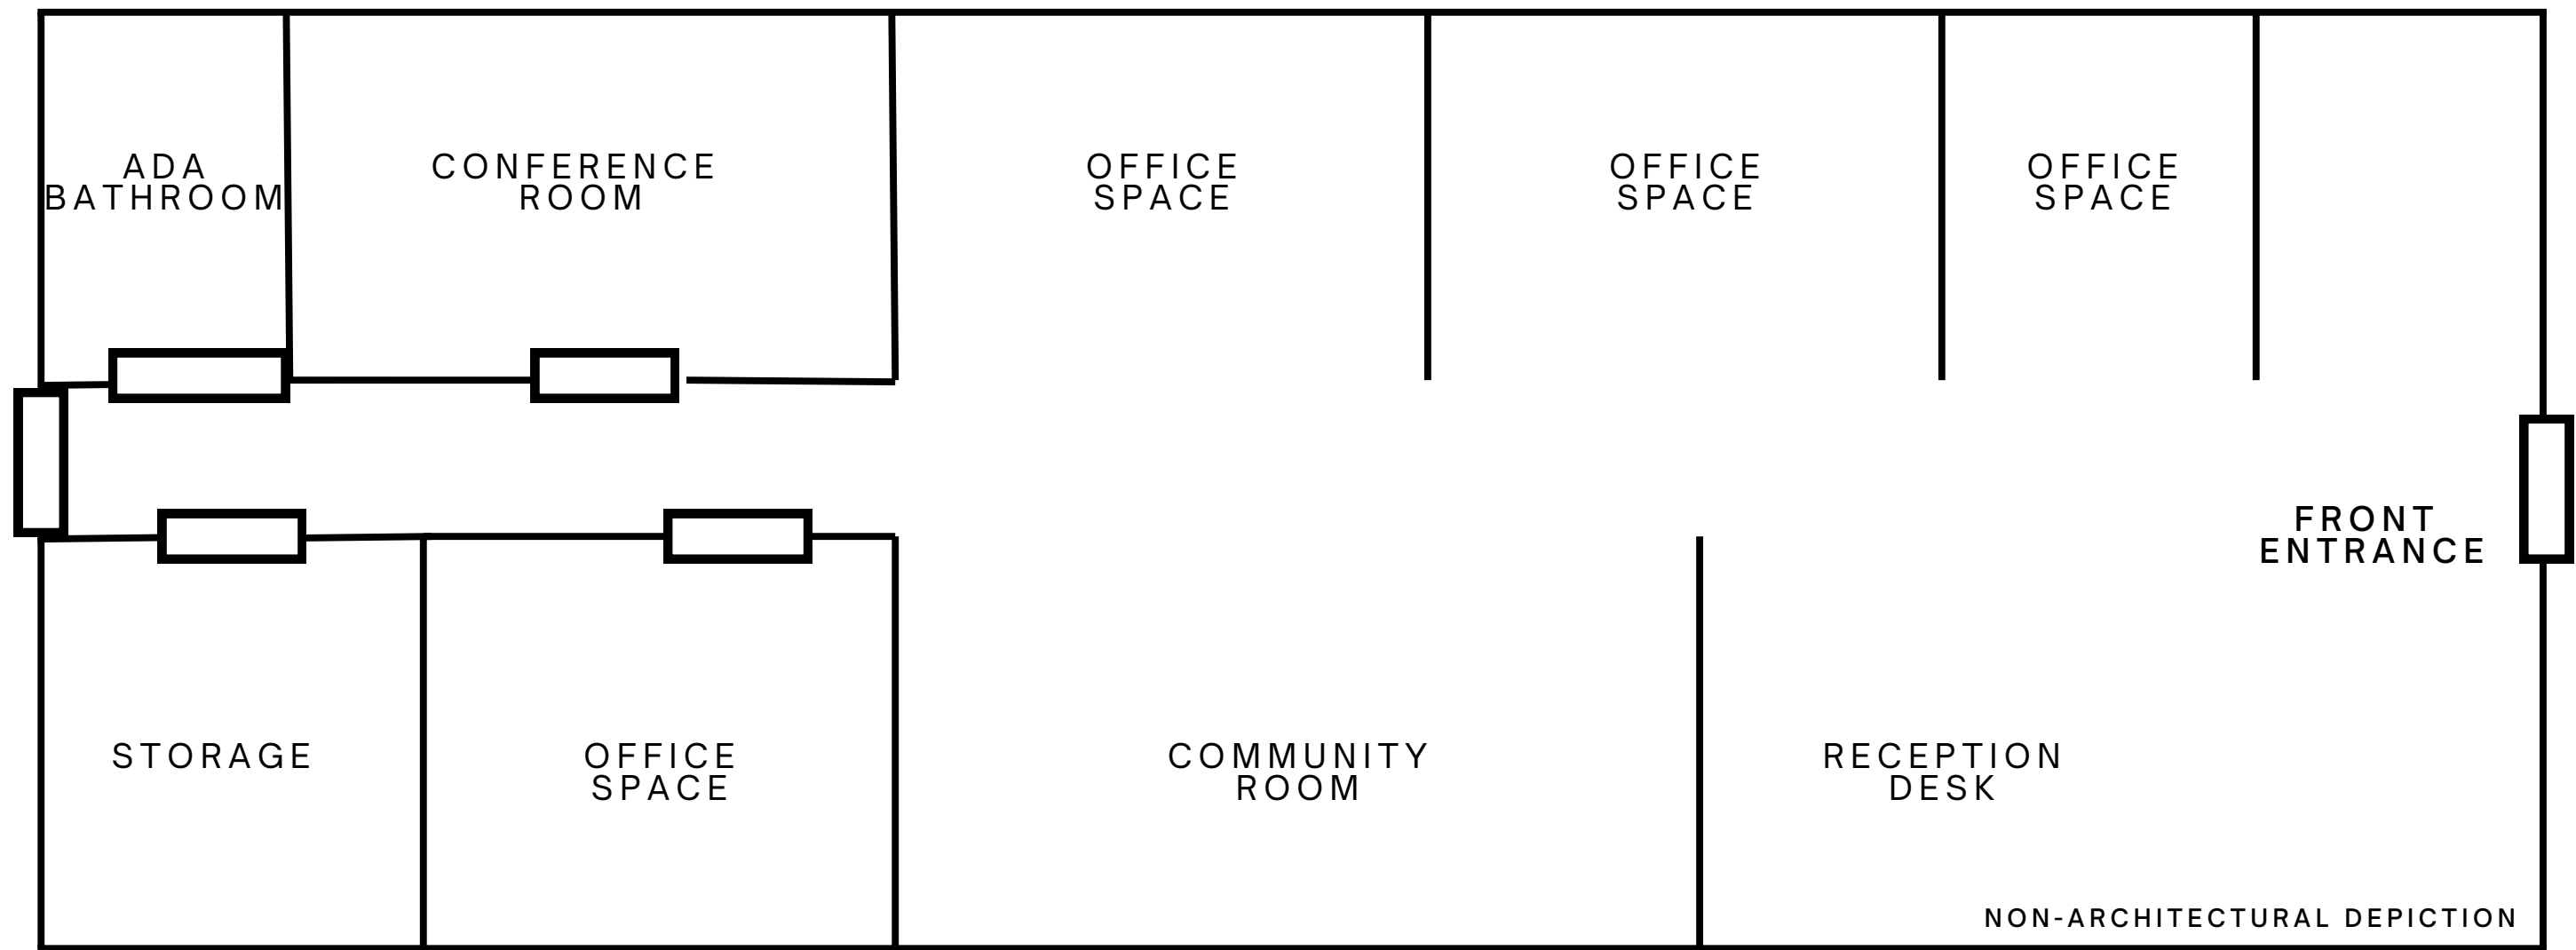 ADA
BATHROOM
CONFERENCE
ROOM
OFFICE
SPACE
OFFICE
SPACE
OFFICE
SPACE
FRONT
ENTRANCE
STORAGE
OFFICE
SPACE
COMMUNITY
ROOM
RECEPTION
DESK
NON-ARCHITECTURAL DEPICTION